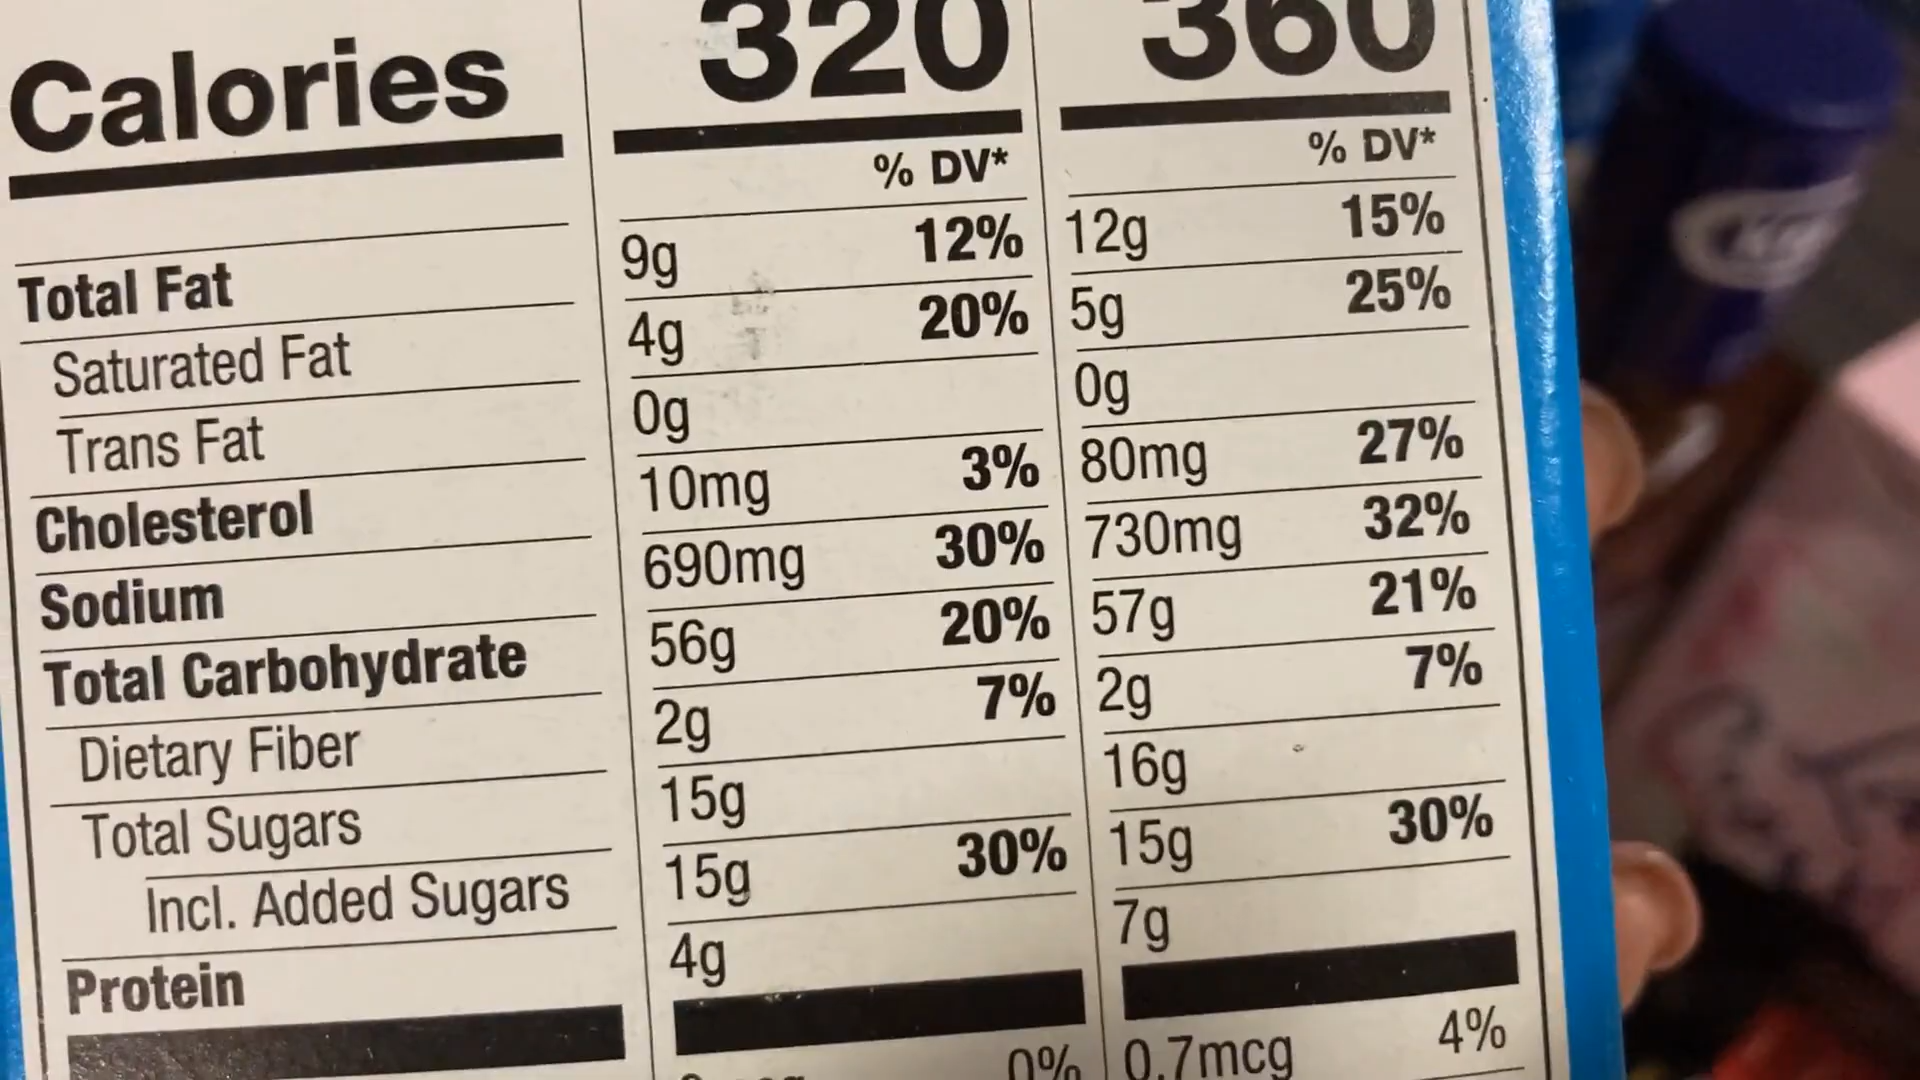 Calories 320 360
% DV* % DV*
Total Fat 9g 12% 12g 15%
Saturated Fat 4g 20% 5g 25%
Trans Fat 0g 0g
Cholesterol 10mg 3% 80mg 27%
Sodium 690mg 30% 730mg 32%
Total Carbohydrate 56g 20% 57g 21%
Dietary Fiber 2g 7% 2g 7%
Total Sugars 15g 16g
Incl. Added Sugars 15g 30% 15g 30%
Protein 4g 7g
0% 0.7mcg 4%